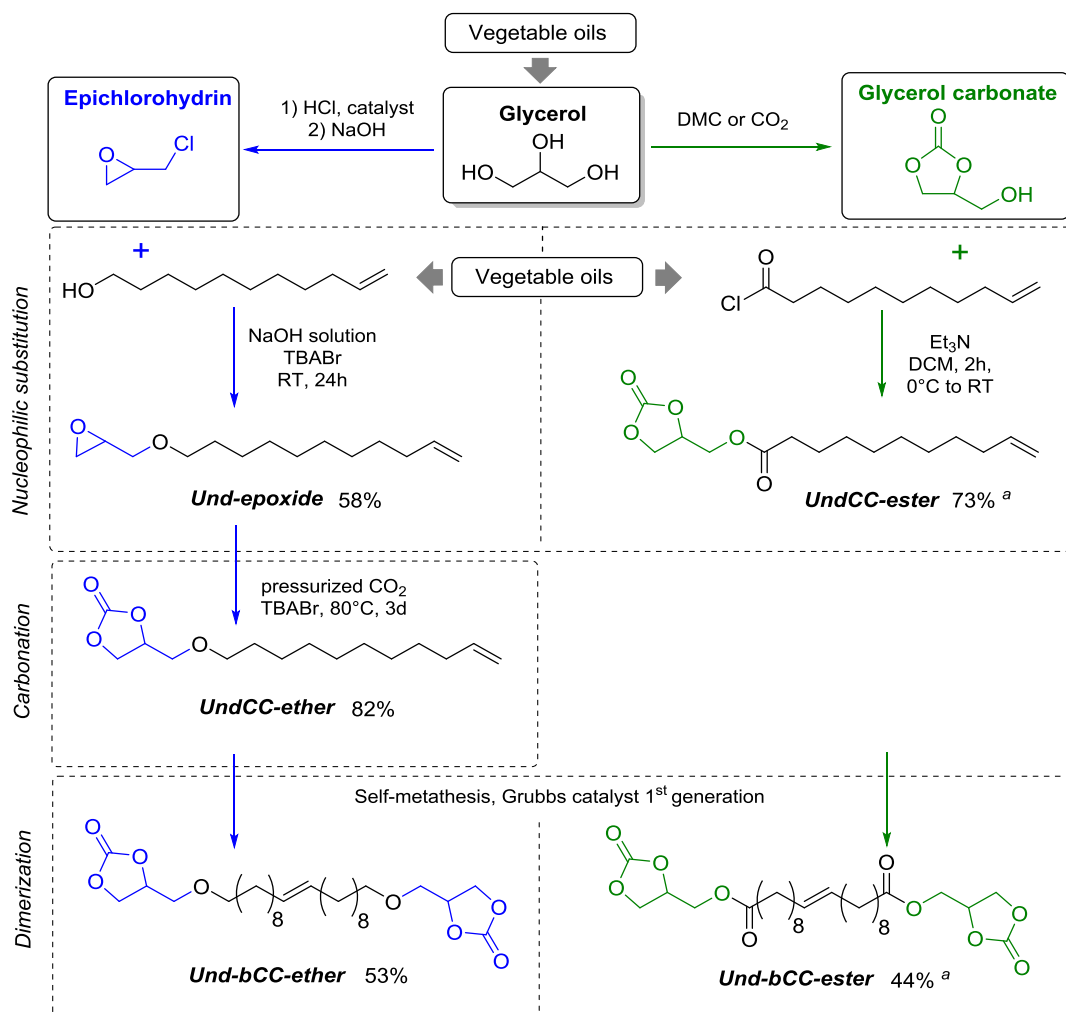 Vegetable oils
Epichlorohydrin
O
Cl
1) HCl, catalyst
2) NaOH
Glycerol
OH
HO
OH
DMC or CO2
Glycerol carbonate
O
O
O
OH
Nucleophilic substitution
+
HO
Vegetable oils
+
O
Cl
NaOH solution
TBABr
RT, 24h
Et3N
DCM, 2h,
0°C to RT
O
O
Und-epoxide 58%
O
O
O
O
O
UndCC-ester 73% a
Carbonation
pressurized CO2
TBABr, 80°C, 3d
O
O
O
O
UndCC-ether 82%
Dimerization
Self-metathesis, Grubbs catalyst 1st generation
O
O
O
O
8
8
O
O
O
O
Und-bCC-ether 53%
O
O
O
O
O
8
8
O
O
O
O
O
Und-bCC-ester 44% a